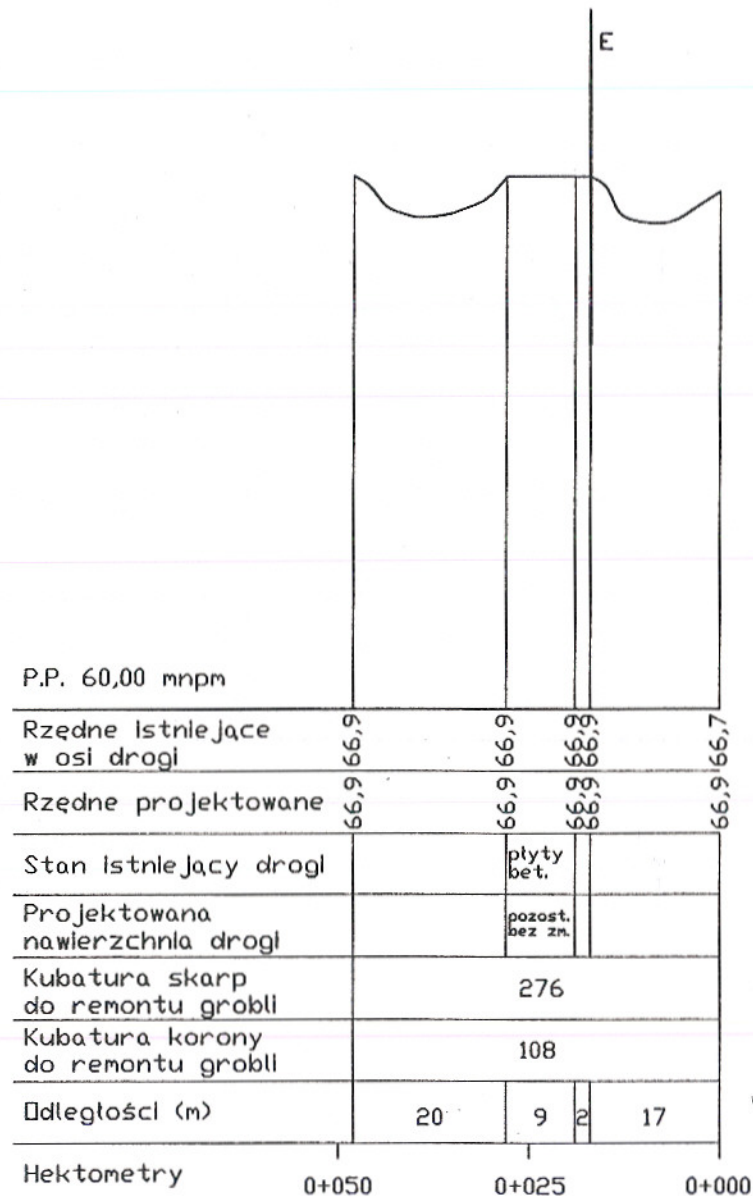 E
P.P. 60,00 mnpm
Rzędne istniejące
w osi drogi
66,9 66,9 66,9 66,9 66,7
Rzędne projektowane
66,9 66,9 66,9 66,9 66,9
Stan istniejący drogi
płyty
bet.
Projektowana
nawierzchnia drogi
pozost.
bez zm.
Kubatura skarp
do remontu grobli
276
Kubatura korony
do remontu grobli
108
Odległości (m)
20 9 2 17
Hektometry
0+050 0+025 0+000